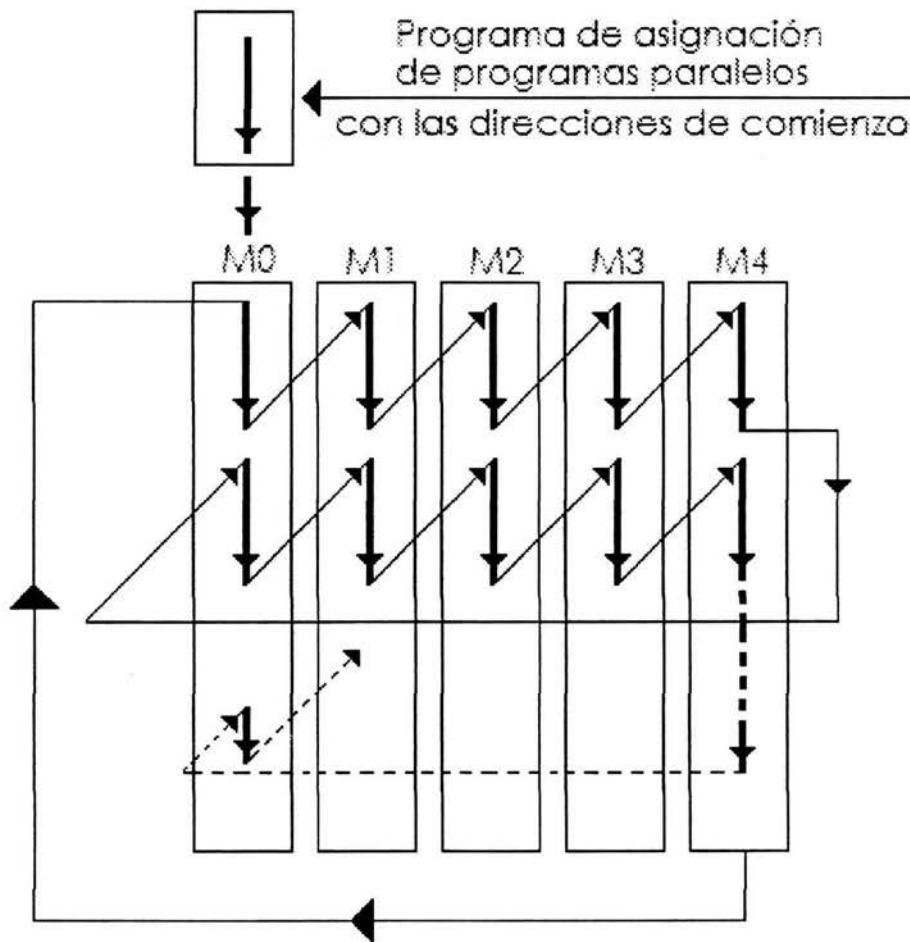 Programa de asignación
de programas paralelos
con las direcciones de comienzo
M0 M1 M2 M3 M4